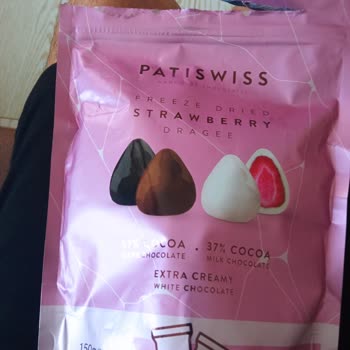 PATISWISS
FREEZE DRIED
STRAWBERRY
DRAGEE
COCOA • 37% COCOA
CHOCOLATE MILK CHOCOLATE
EXTRA CREAMY
WHITE CHOCOLATE